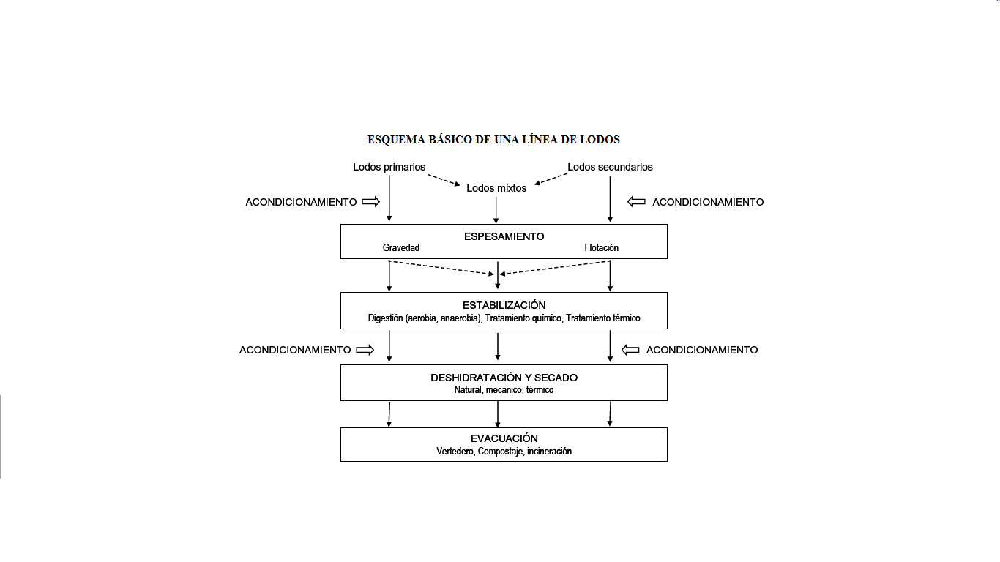 ESQUEMA BÁSICO DE UNA LÍNEA DE LODOS
Lodos primarios
Lodos secundarios
Lodos mixtos
ACONDICIONAMIENTO
ACONDICIONAMIENTO
ESPESAMIENTO
Gravedad
Flotación
ESTABILIZACIÓN
Digestión (aerobia, anaerobia), Tratamiento químico, Tratamiento térmico
ACONDICIONAMIENTO
ACONDICIONAMIENTO
DESHIDRATACIÓN Y SECADO
Natural, mecánico, térmico
EVACUACIÓN
Vertedero, Compostaje, incineración